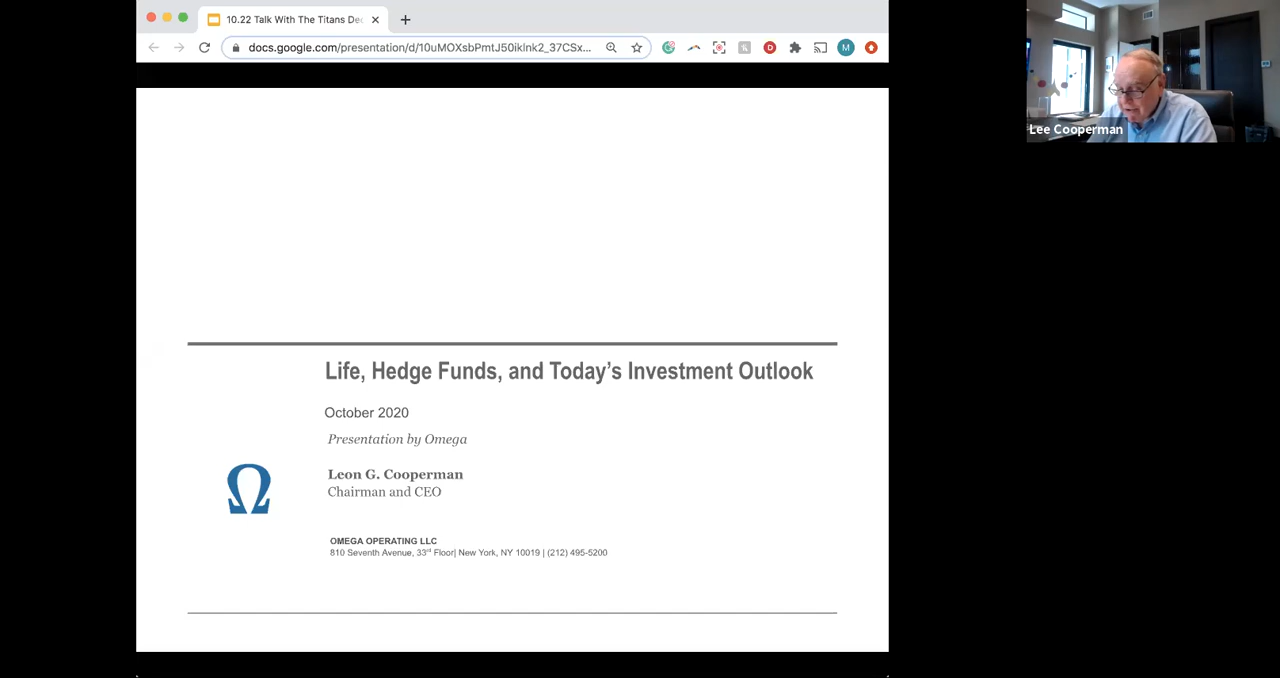 10.22 Talk With The Titans Dec
docs.google.com/presentation/d/10uMOXsbPmtJ50iklnk2_37CSx...
M
Lee Cooperman
Life, Hedge Funds, and Today's Investment Outlook
October 2020
Presentation by Omega
Leon G. Cooperman
Chairman and CEO
Ω
OMEGA OPERATING LLC
810 Seventh Avenue, 33rd Floor| New York, NY 10019 | (212) 495-5200